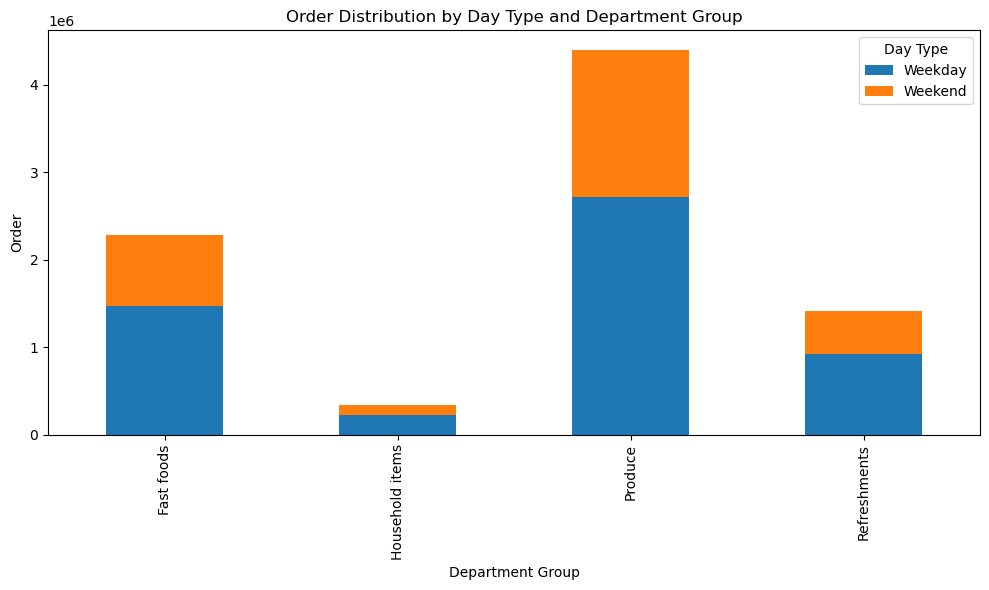 Order Distribution by Day Type and Department Group
1e6
Day Type
Weekday
Weekend
4
3
2
1
0
Order
Fast foods
Household items
Produce
Refreshments
Department Group